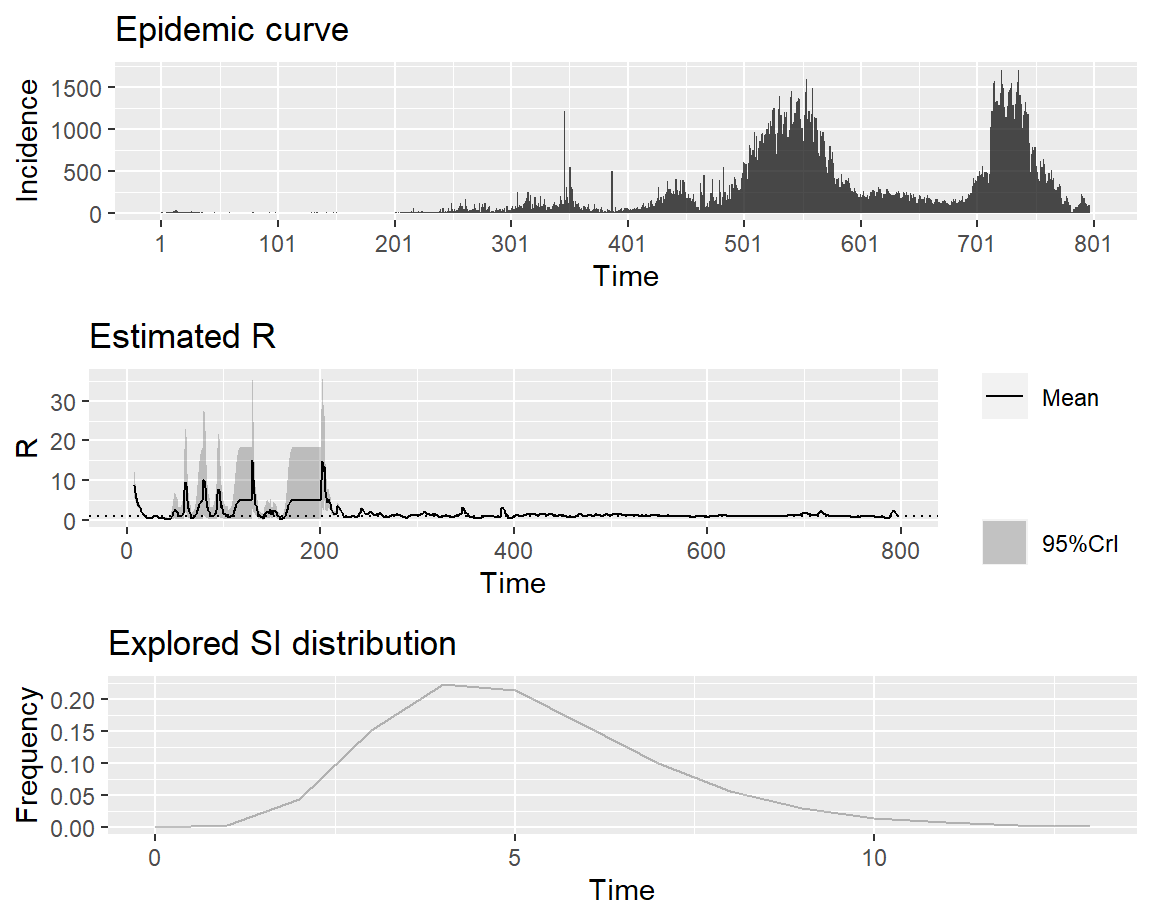 Epidemic curve
Incidence
1500
1000
500
0
1 101 201 301 401 501 601 701 801
Time
Estimated R
R
30
20
10
0
0 200 400 600 800
Time
Mean
95%CrI
Explored SI distribution
Frequency
0.20
0.15
0.10
0.05
0.00
0 5 10
Time